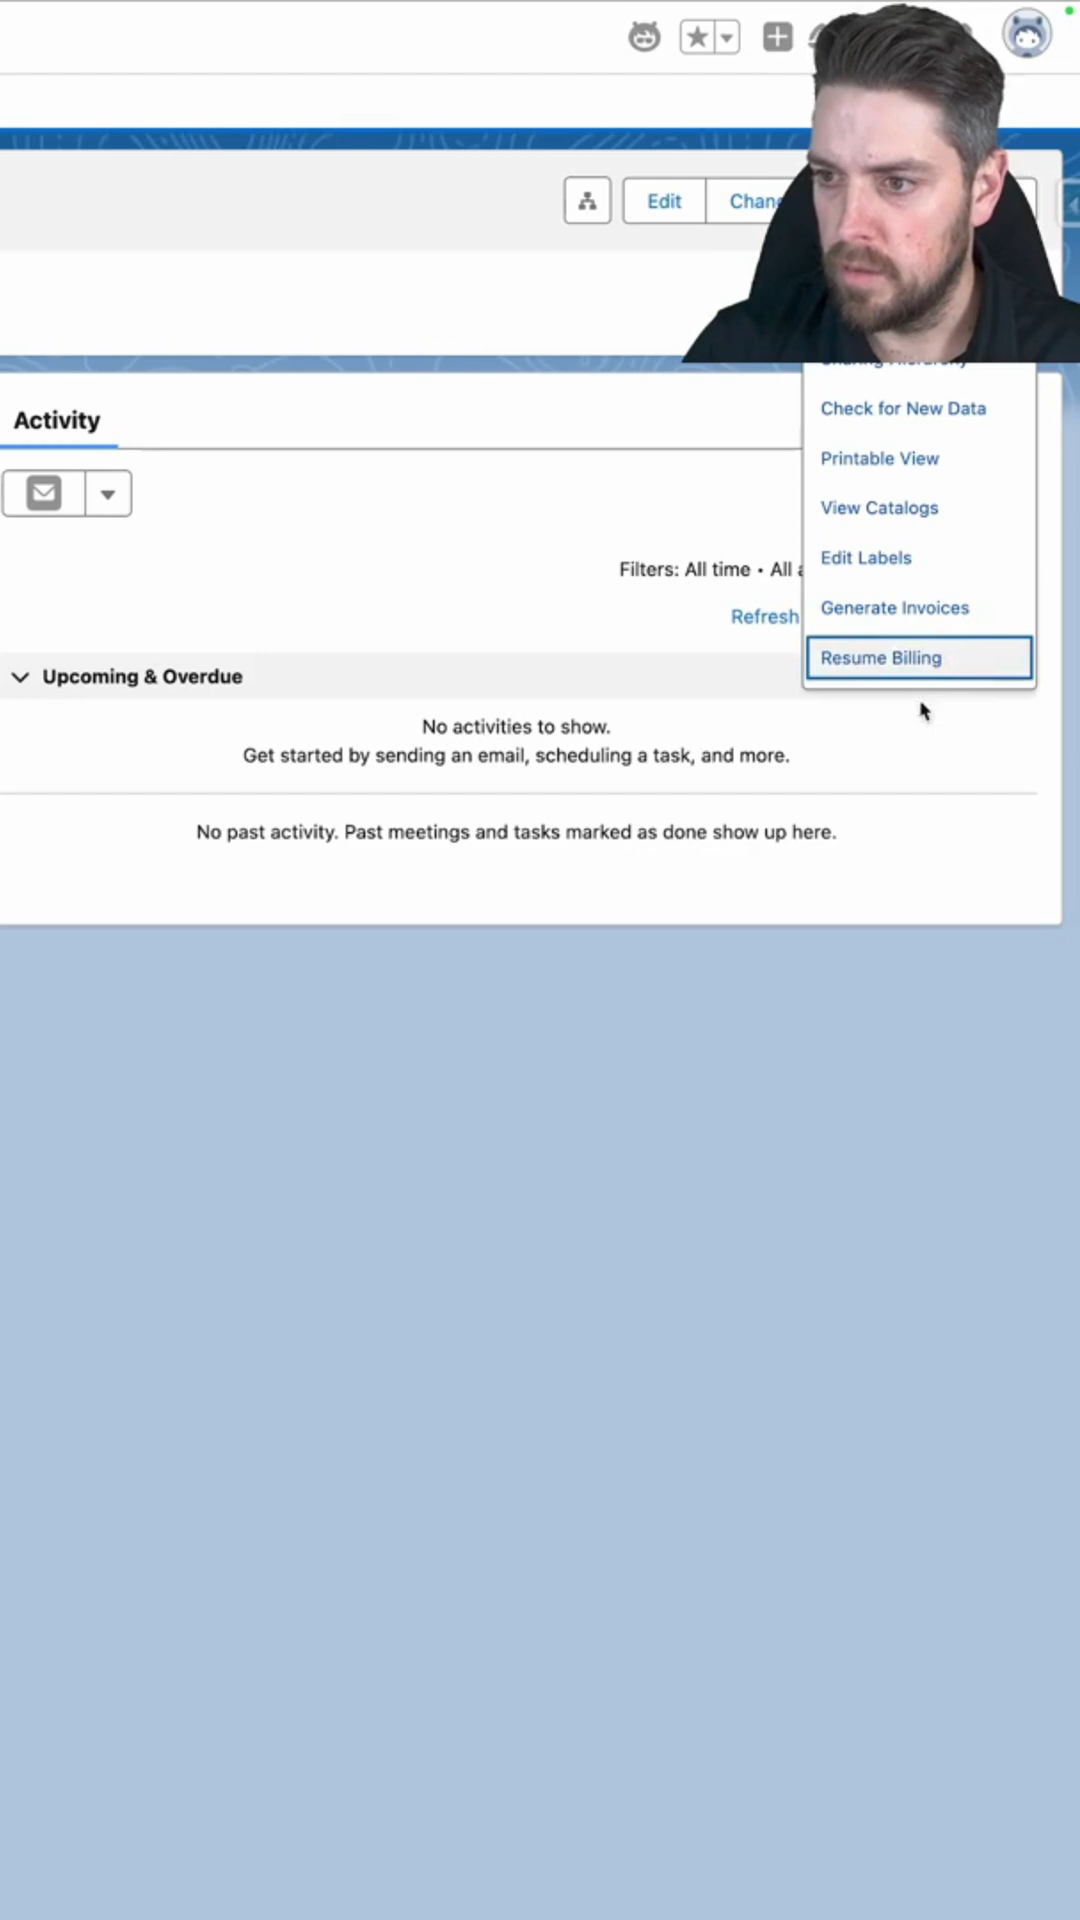 Edit
Activity
Check for New Data
Printable View
View Catalogs
Edit Labels
Filters: All time • All
Generate Invoices
Refresh
Resume Billing
Upcoming & Overdue
No activities to show.
Get started by sending an email, scheduling a task, and more.
No past activity. Past meetings and tasks marked as done show up here.